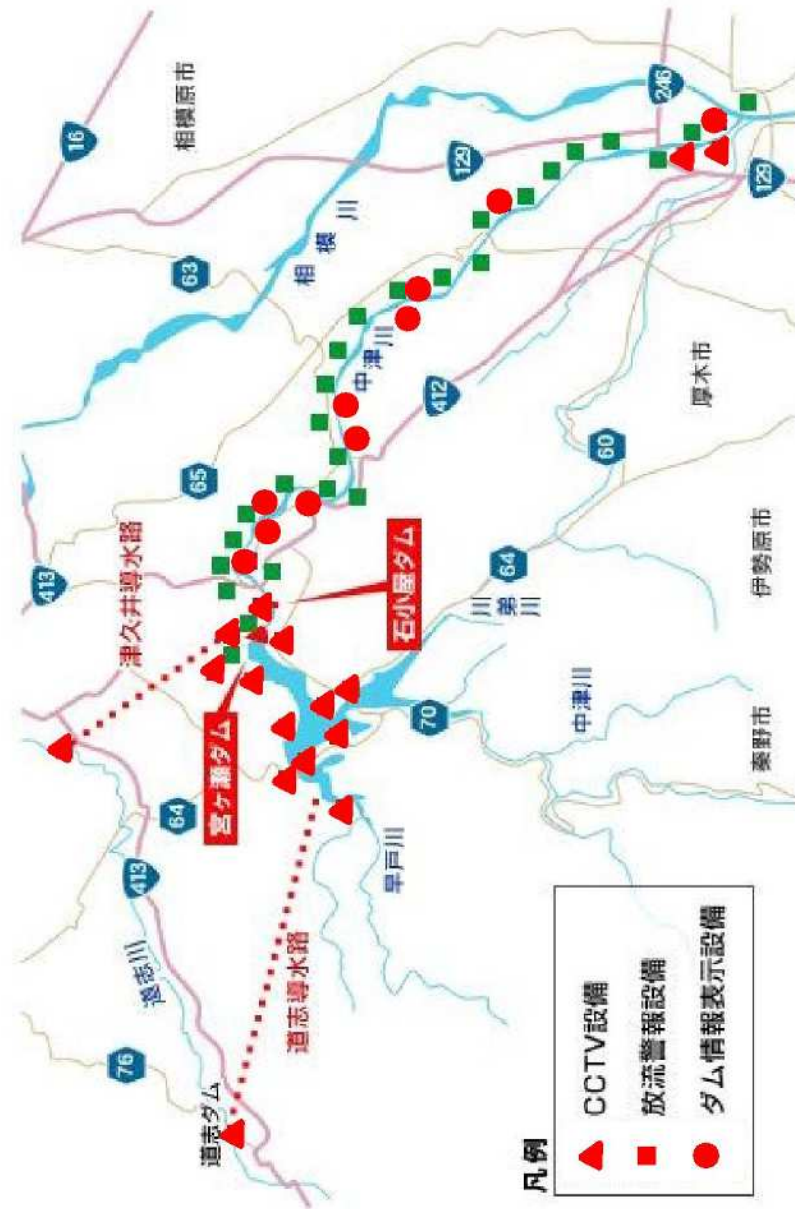 道志ダム
76
道志川
413
64
道志導水路
早戸川
宮ヶ瀬ダム
津久井導水路
413
65
石小屋ダム
70
中津川
秦野市
川弟川
64
伊勢原市
60
厚木市
412
中津川
63
相模川
16
相模原市
129
246
129
凡例
CCTV設備
放流警報設備
ダム情報表示設備